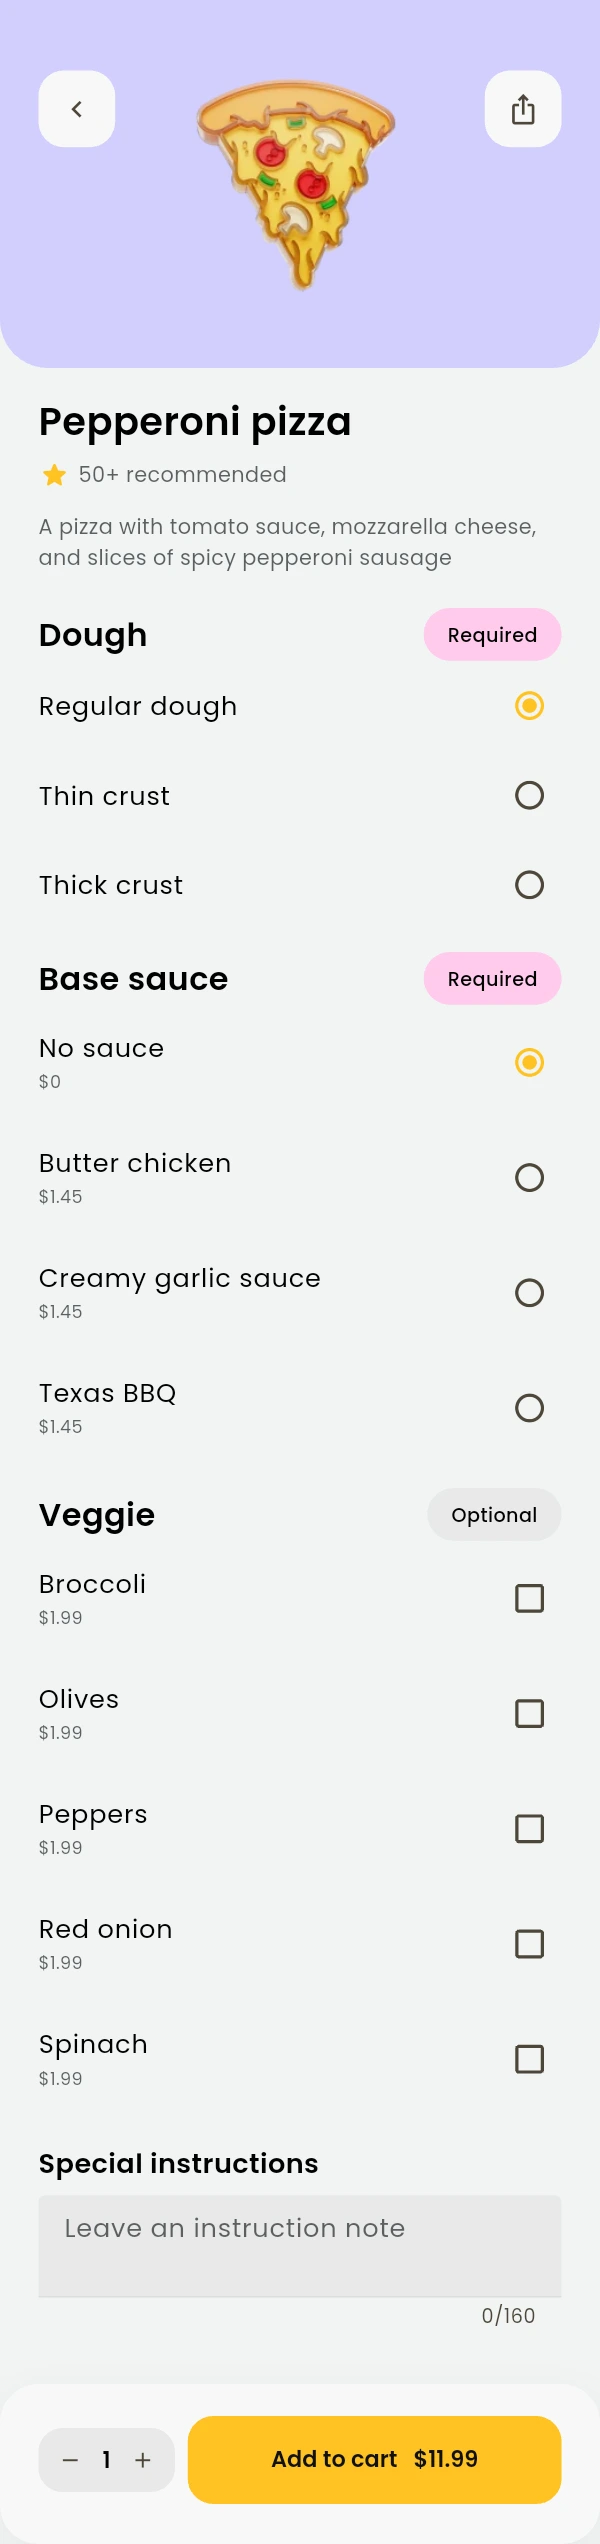 Pepperoni pizza
50+ recommended
A pizza with tomato sauce, mozzarella cheese,
and slices of spicy pepperoni sausage
Dough Required
Regular dough
Thin crust
Thick crust
Base sauce Required
No sauce
$0
Butter chicken
$1.45
Creamy garlic sauce
$1.45
Texas BBQ
$1.45
Veggie Optional
Broccoli
$1.99
Olives
$1.99
Peppers
$1.99
Red onion
$1.99
Spinach
$1.99
Special instructions
Leave an instruction note
0/160
1 Add to cart $11.99